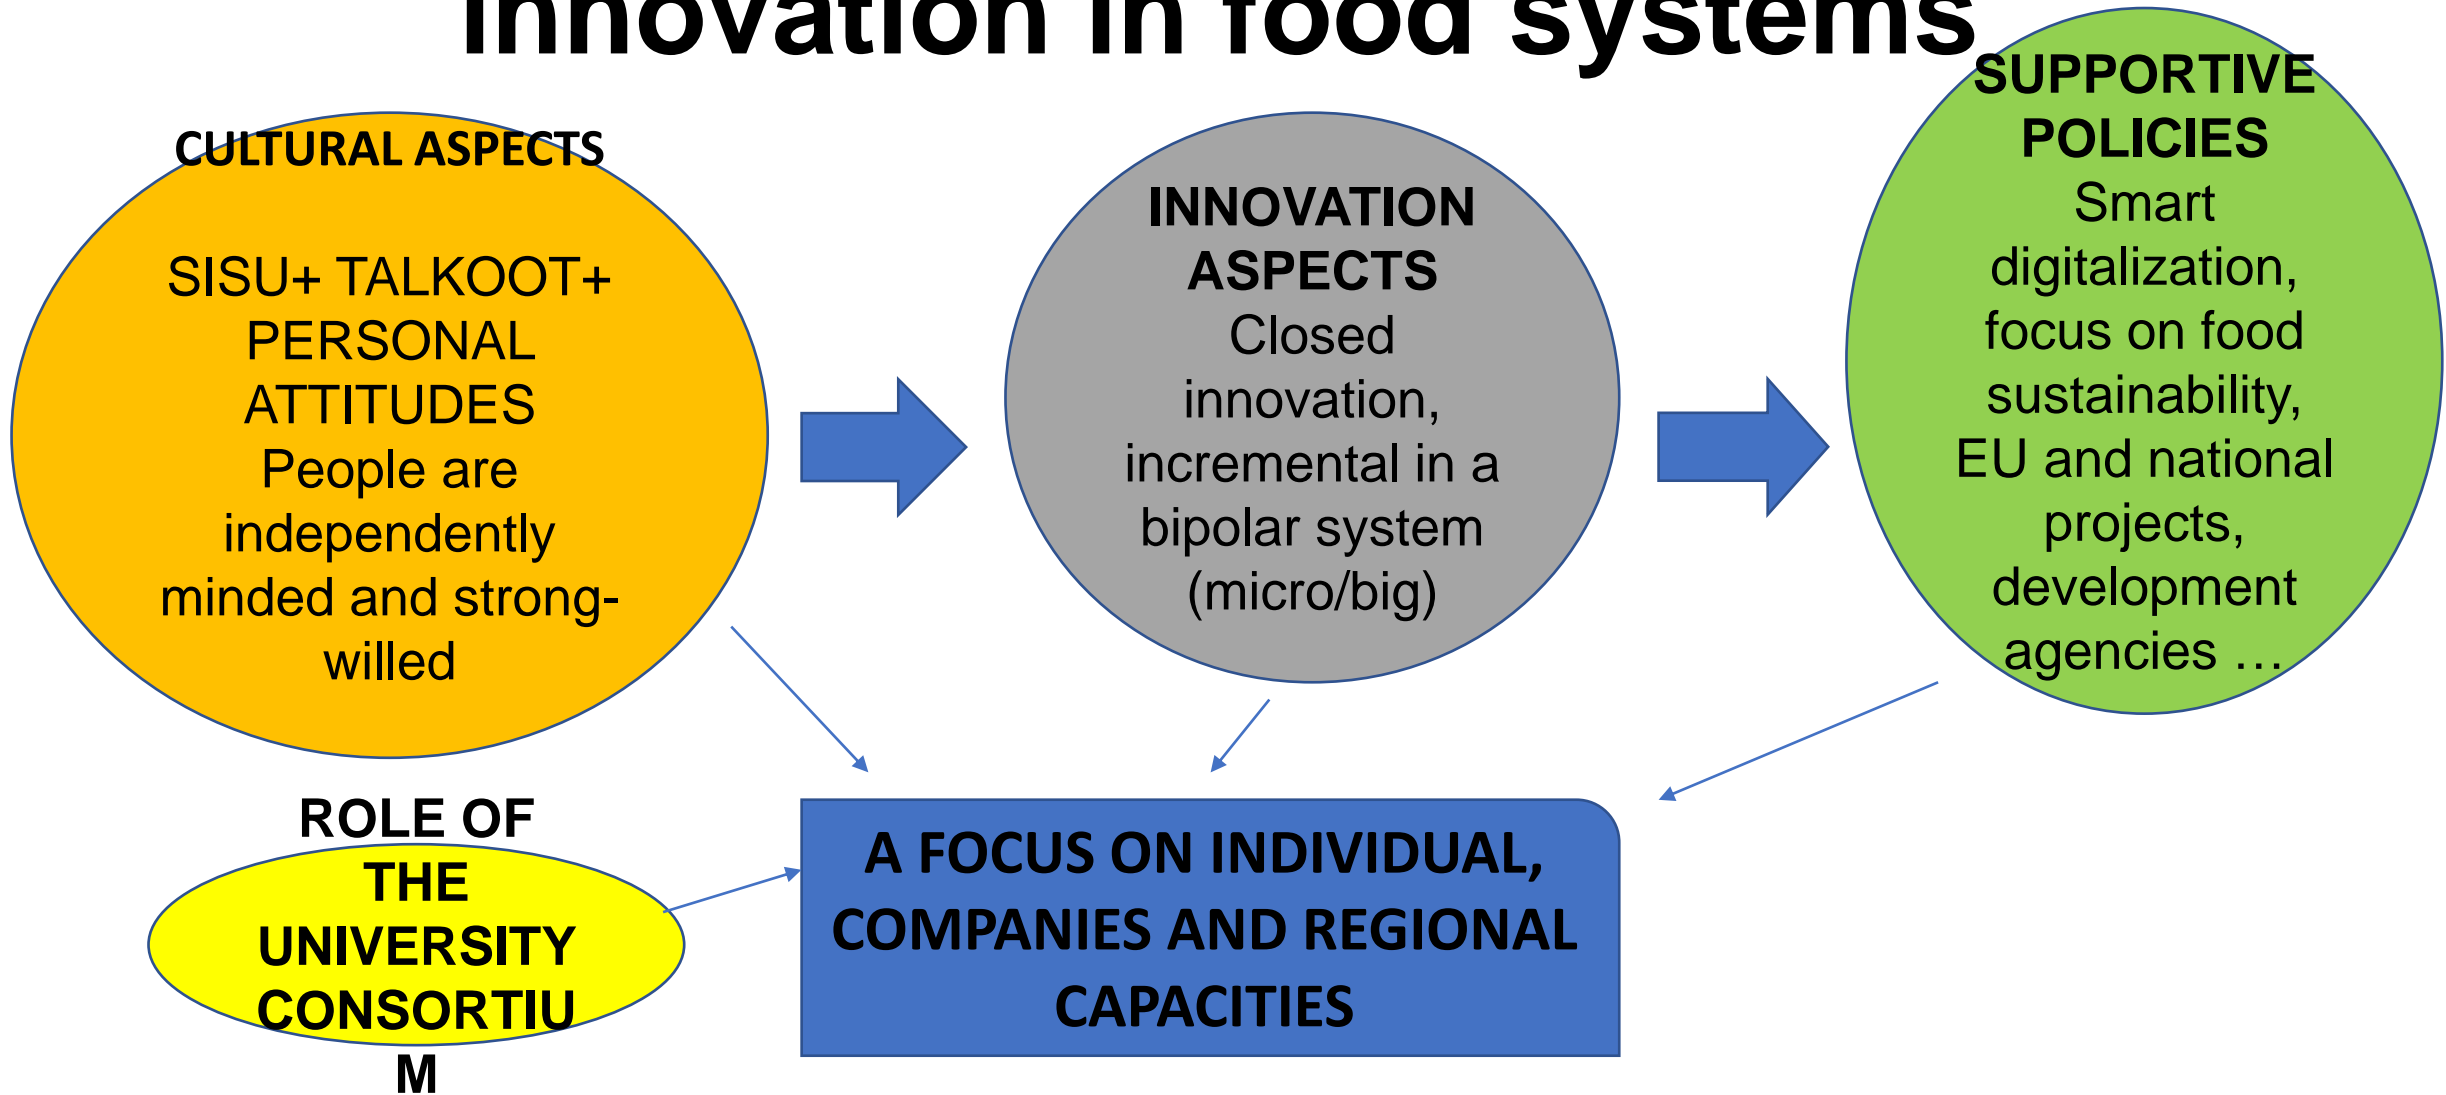 Innovation in food systems
CULTURAL ASPECTS
SISU+ TALKOOT+
PERSONAL
ATTITUDES
People are
independently
minded and strong-
willed
INNOVATION
ASPECTS
Closed
innovation,
incremental in a
bipolar system
(micro/big)
SUPPORTIVE
POLICIES
Smart
digitalization,
focus on food
sustainability,
EU and national
projects,
development
agencies …
ROLE OF
THE
UNIVERSITY
CONSORTIU
M
A FOCUS ON INDIVIDUAL,
COMPANIES AND REGIONAL
CAPACITIES